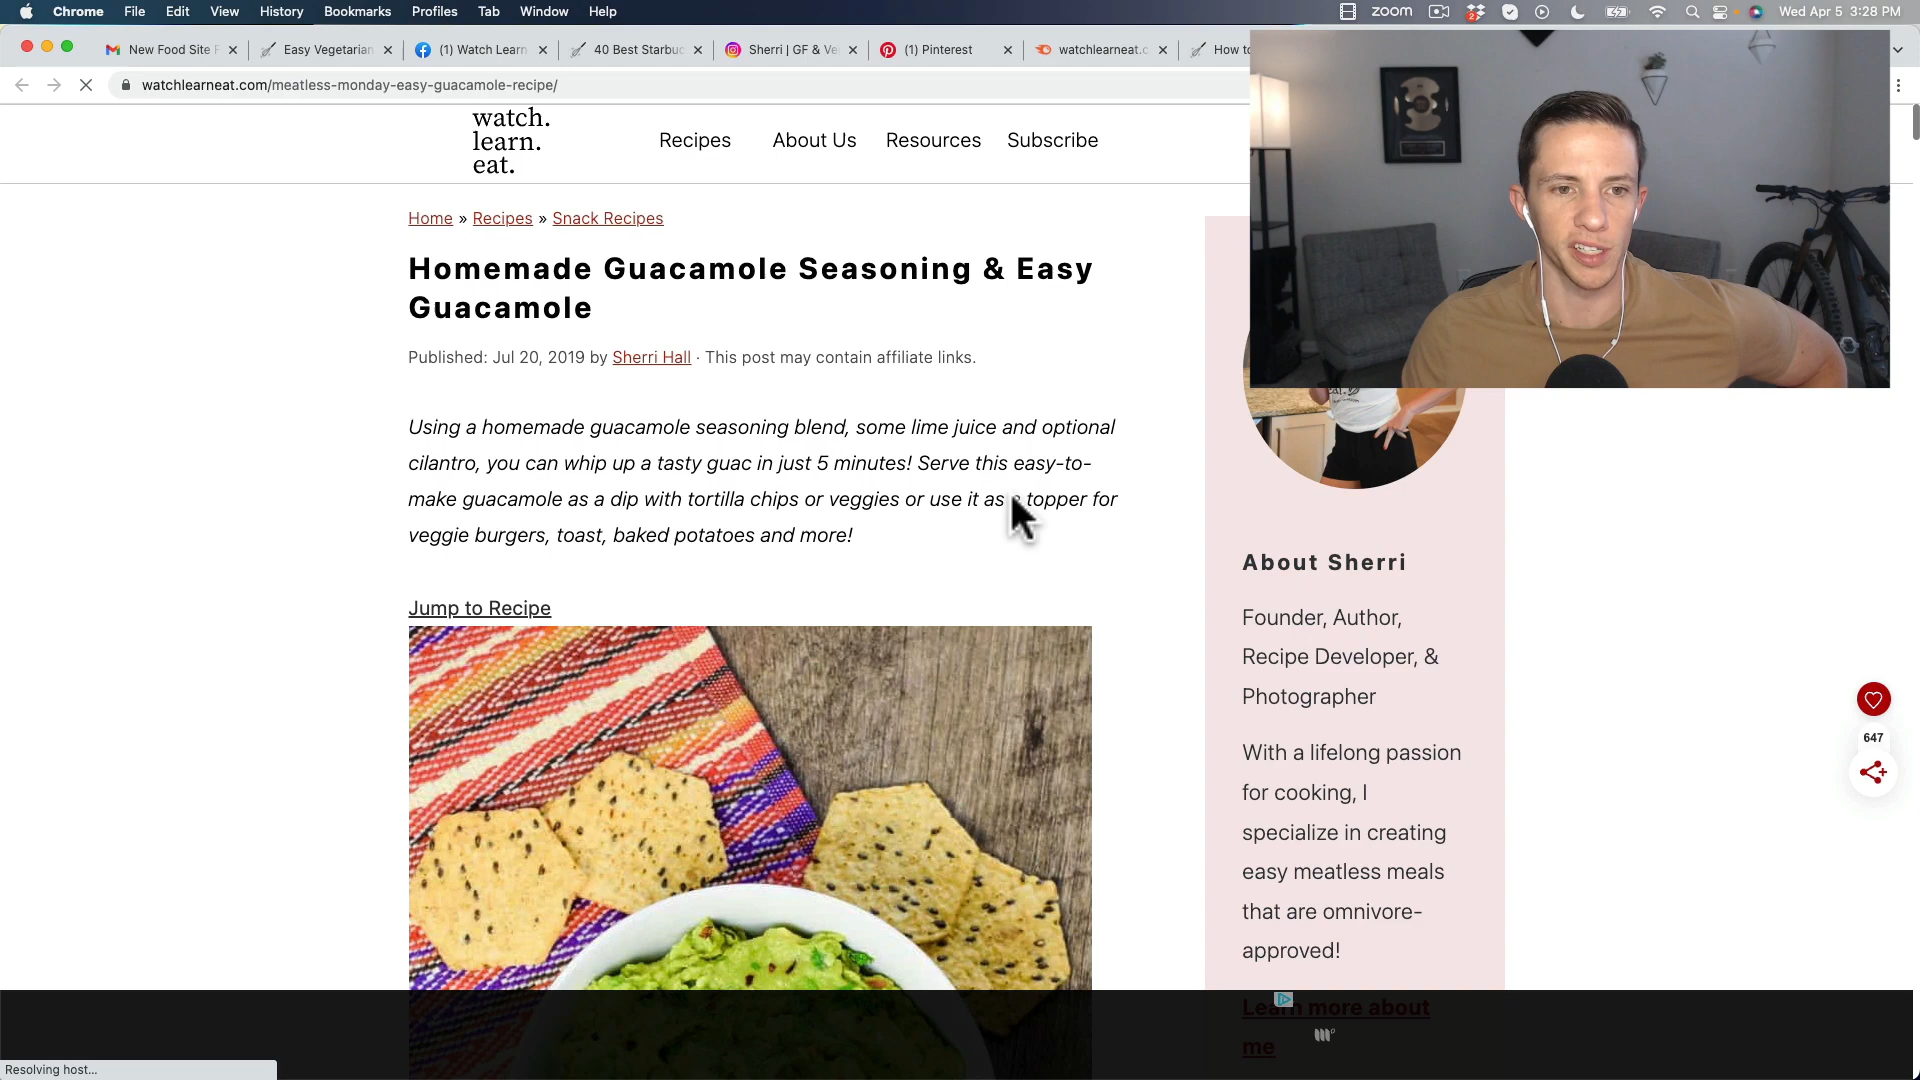 Chrome File Edit View History Bookmarks Profiles Tab Window Help
zoom 2 Wed Apr 5 3:28 PM
New Food Site F Easy Vegetarian (1) Watch Learn 40 Best Starbuc Sherri | GF & Ve (1) Pinterest watchlearneat.c How to
watchlearneat.com/meatless-monday-easy-guacamole-recipe/
watch.
learn.
eat.
Recipes About Us Resources Subscribe
Home » Recipes » Snack Recipes
Homemade Guacamole Seasoning & Easy
Guacamole
Published: Jul 20, 2019 by Sherri Hall · This post may contain affiliate links.
Using a homemade guacamole seasoning blend, some lime juice and optional
cilantro, you can whip up a tasty guac in just 5 minutes! Serve this easy-to-
make guacamole as a dip with tortilla chips or veggies or use it as a topper for
veggie burgers, toast, baked potatoes and more!
Jump to Recipe
About Sherri
Founder, Author,
Recipe Developer, &
Photographer
With a lifelong passion
for cooking, I
specialize in creating
easy meatless meals
that are omnivore-
approved!
Learn more about
me
647
Resolving host...